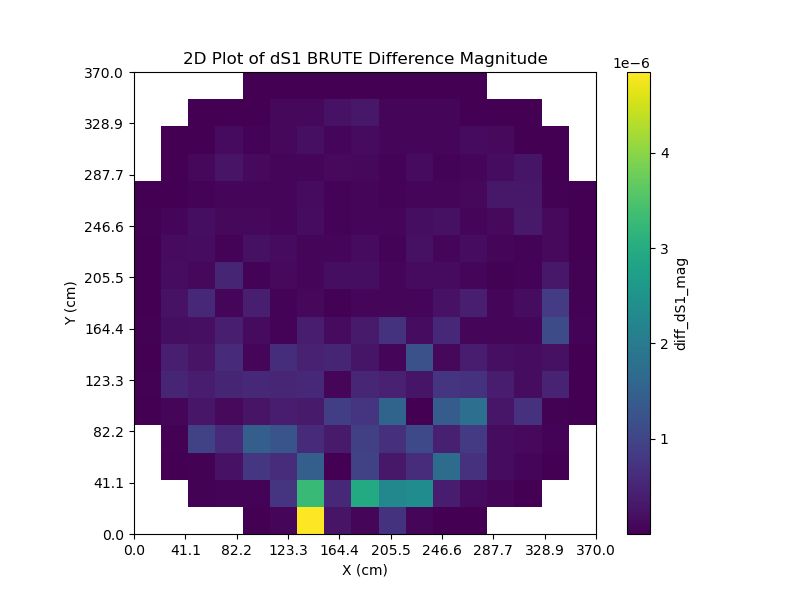 2D Plot of dS1 BRUTE Difference Magnitude
1e−6
370.0
328.9
287.7
246.6
205.5
164.4
123.3
82.2
41.1
0.0
Y (cm)
0.0 41.1 82.2 123.3 164.4 205.5 246.6 287.7 328.9 370.0
X (cm)
4
3
2
1
diff_dS1_mag